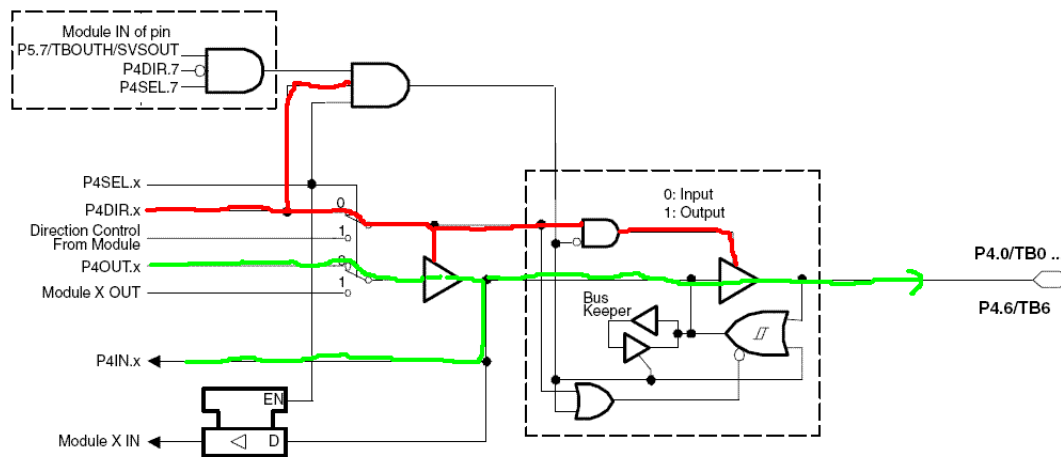 Module IN of pin
P5.7/TBOUTH/SVSOUT
P4DIR.7
P4SEL.7
P4SEL.x
0
P4DIR.x
Direction Control
From Module
1
P4OUT.x
0
Module X OUT
1
P4IN.x
EN
Module X IN
D
0: Input
1: Output
Bus
Keeper
P4.0/TB0 ..
P4.6/TB6